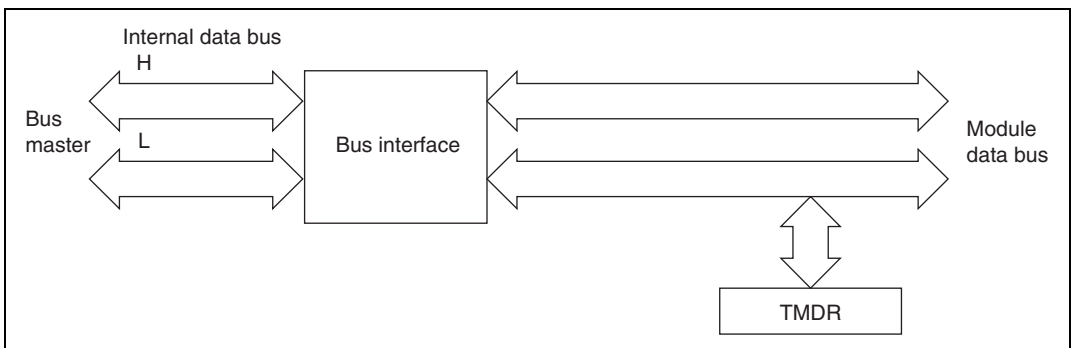 Internal data bus
H
Bus
master
L
Bus interface
Module
data bus
TMDR